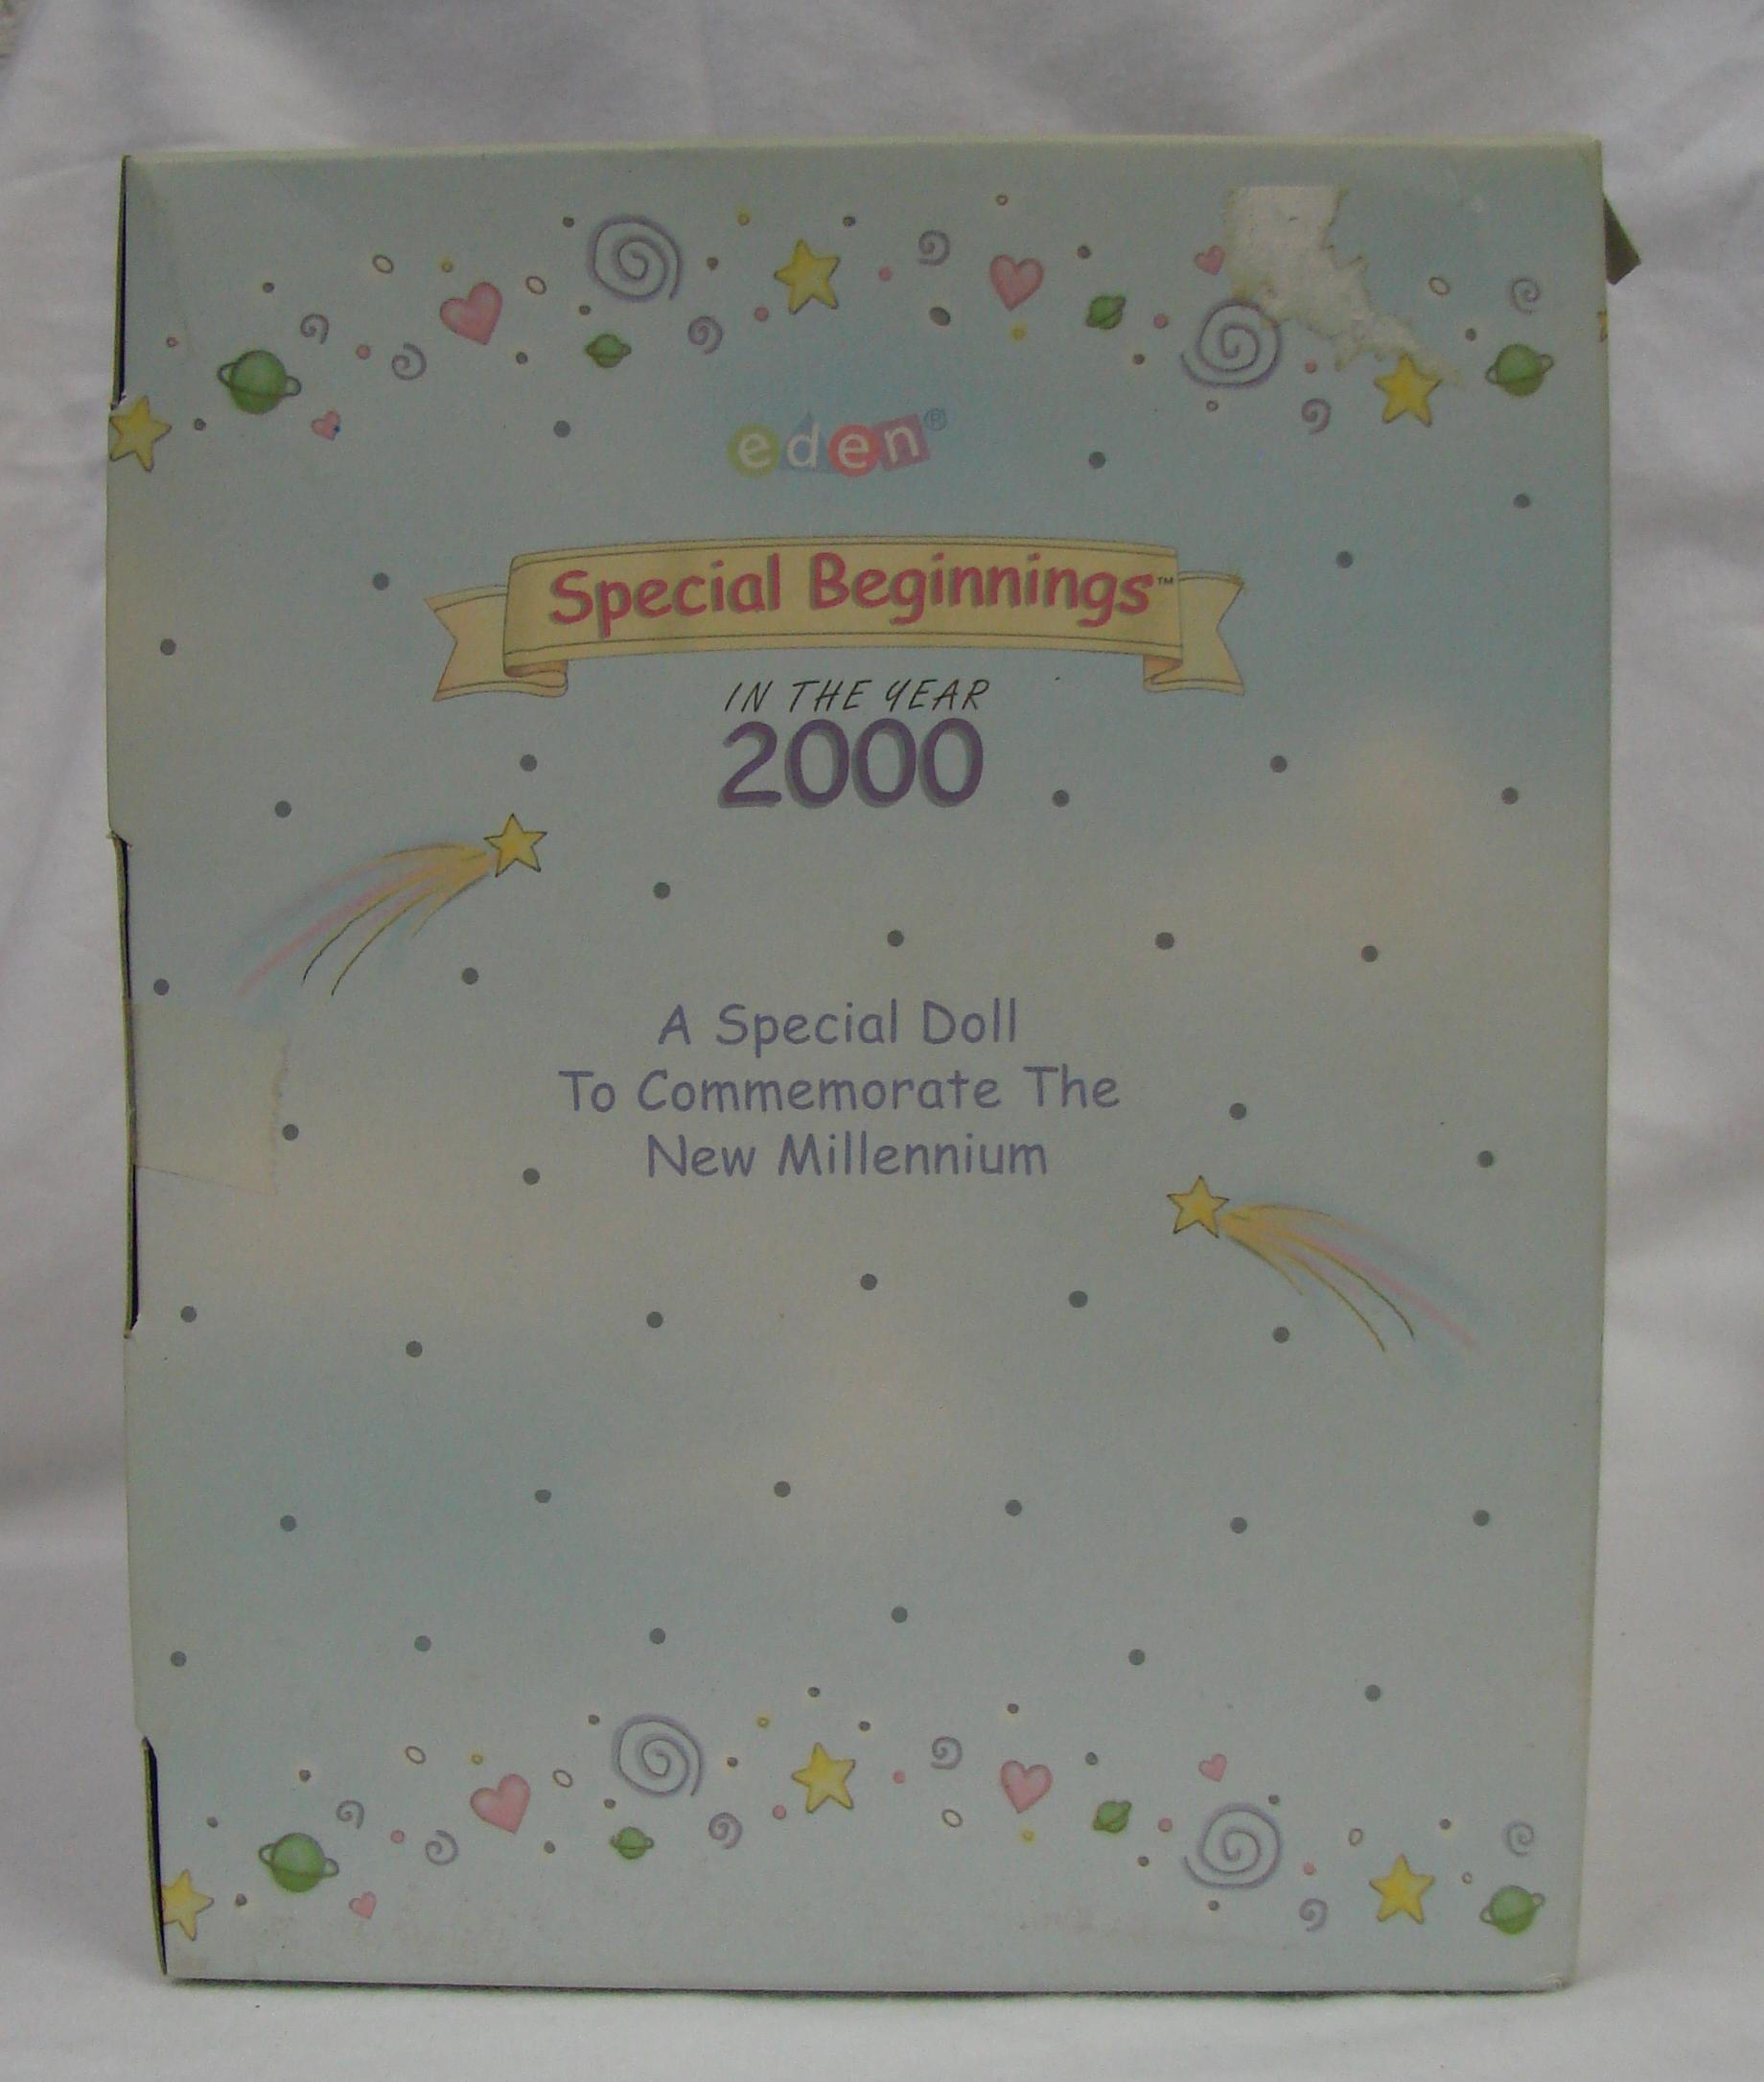 eden®
Special Beginnings™
IN THE YEAR
2000
A Special Doll
To Commemorate The
New Millennium